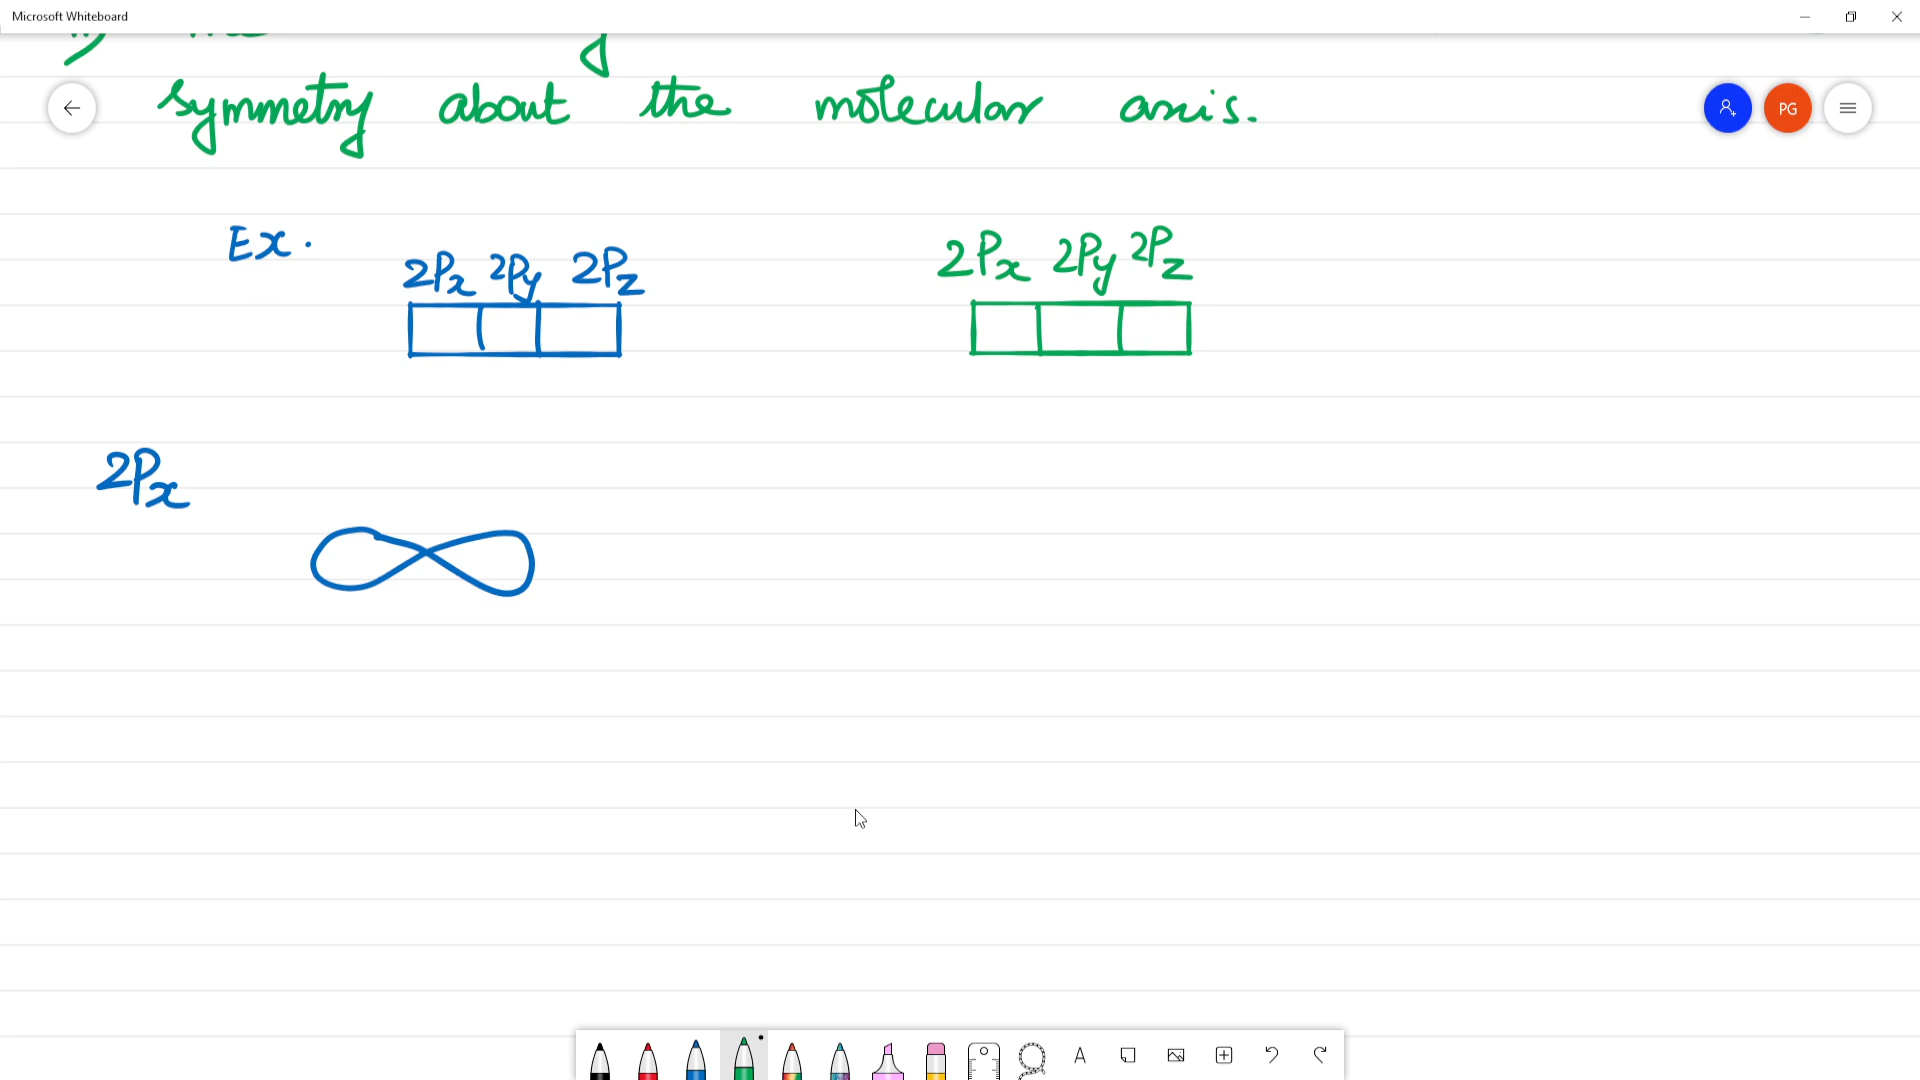 Microsoft Whiteboard
symmetry about the molecular axis.
PG
Ex.
2Px 2Py 2Pz
2Px 2Py 2Pz
2Px
A